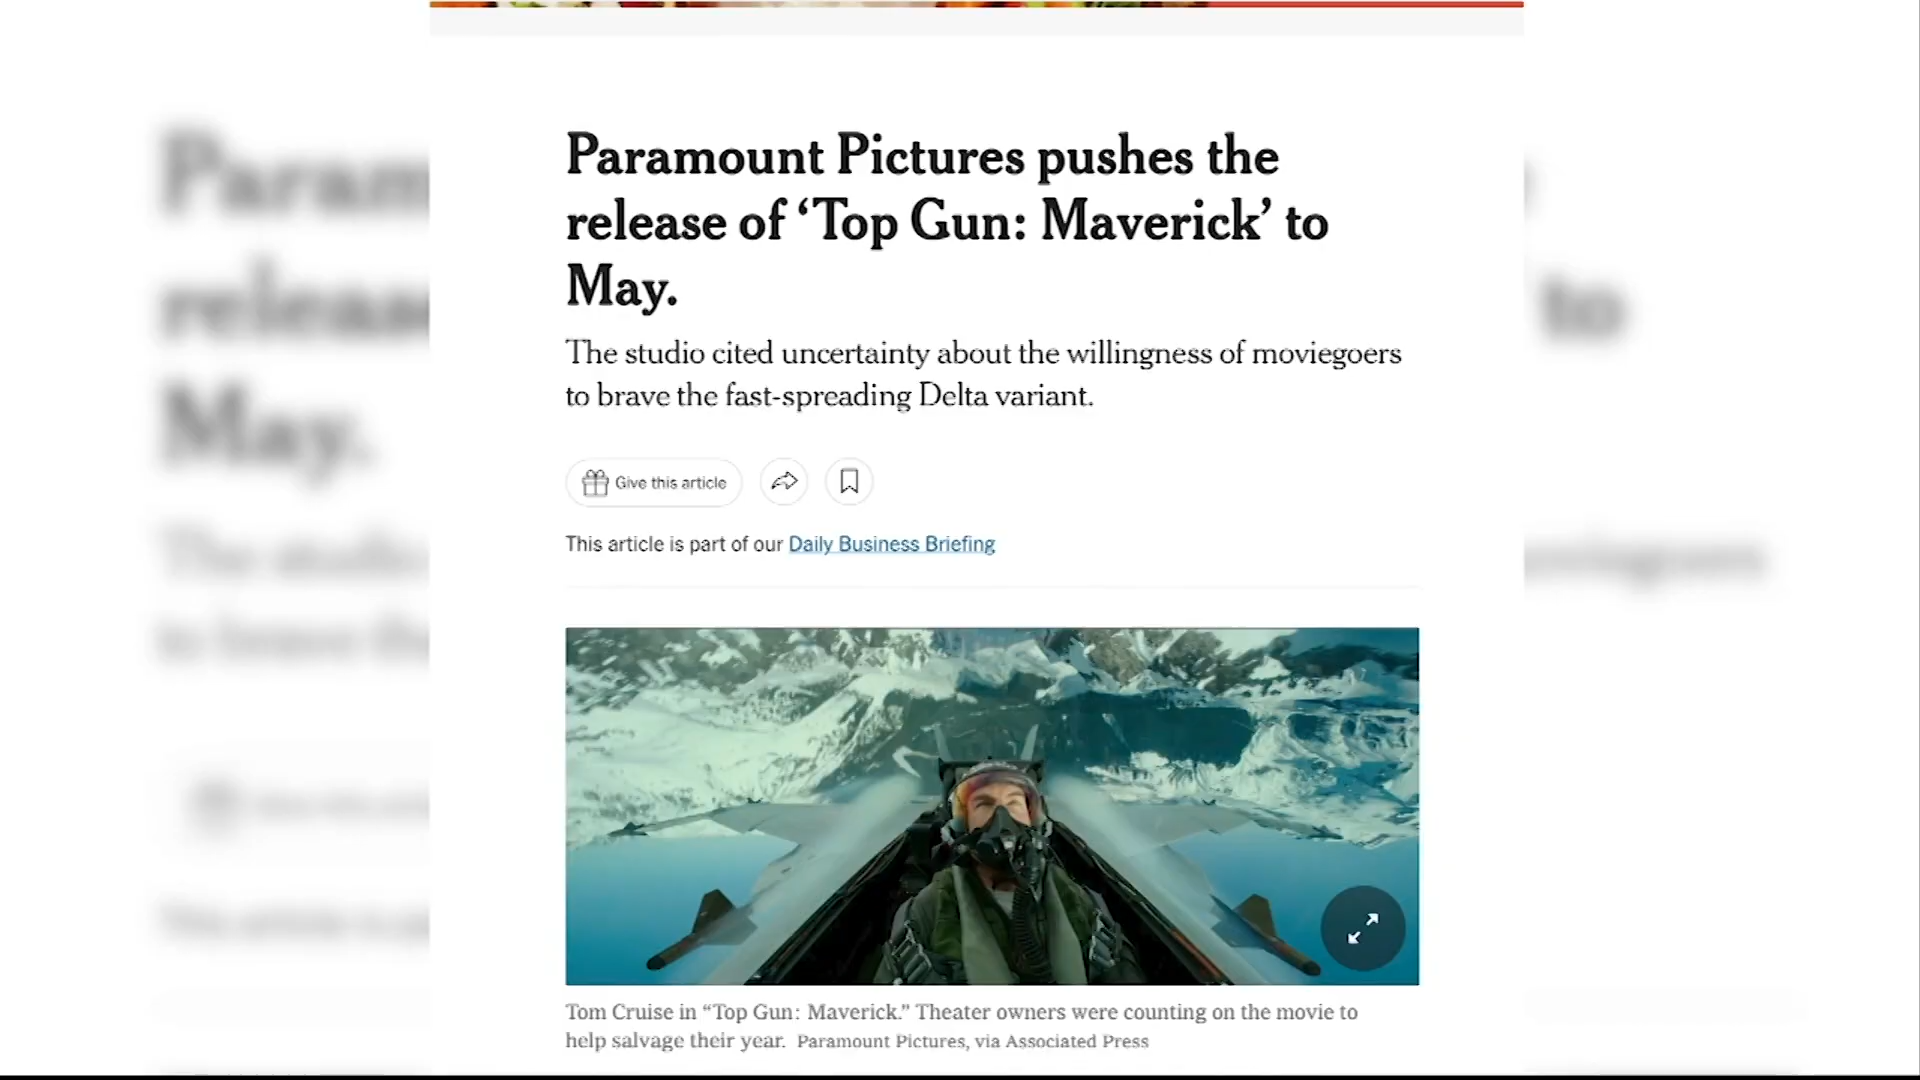 Paramount Pictures pushes the
release of ‘Top Gun: Maverick’ to
May.
The studio cited uncertainty about the willingness of moviegoers
to brave the fast-spreading Delta variant.
Give this article
This article is part of our Daily Business Briefing
Tom Cruise in “Top Gun: Maverick.” Theater owners were counting on the movie to
help salvage their year. Paramount Pictures, via Associated Press